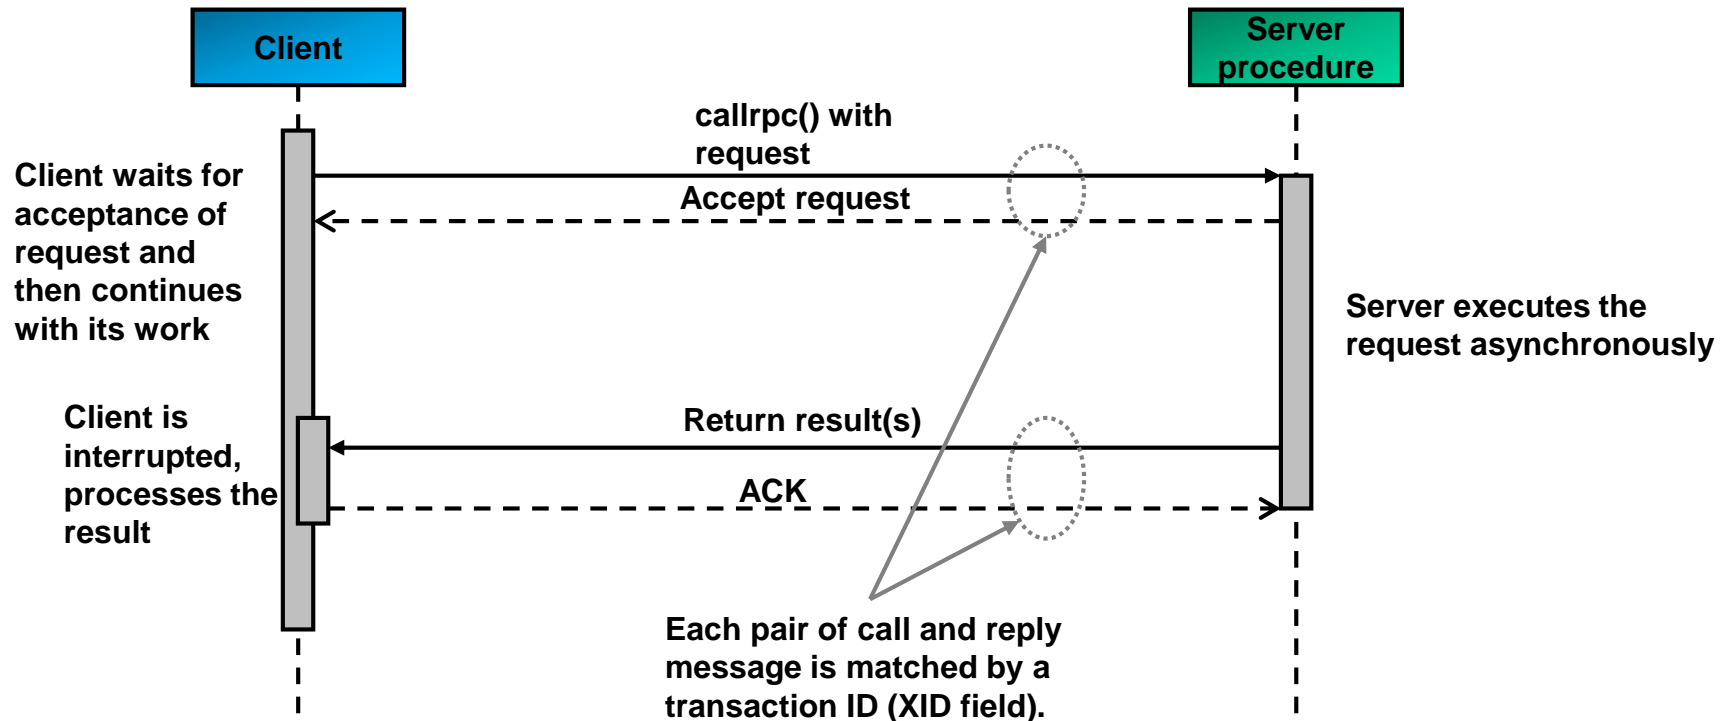 Client
Server
procedure
callrpc() with
request
Client waits for
acceptance of
request and
then continues
with its work
Accept request
Server executes the
request asynchronously
Client is
interrupted,
processes the
result
Return result(s)
ACK
Each pair of call and reply
message is matched by a
transaction ID (XID field).